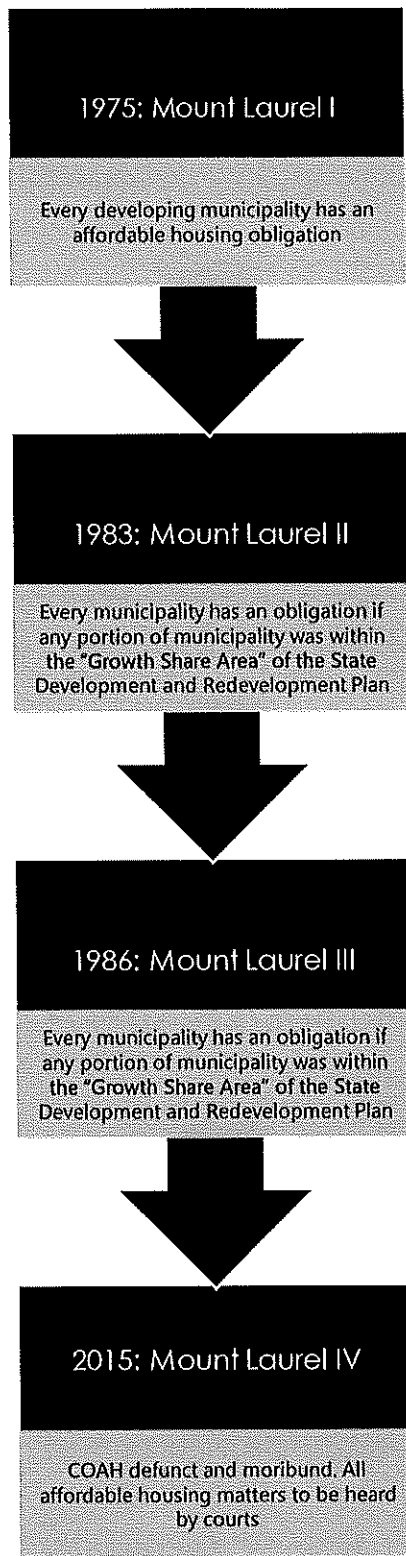 1975: Mount Laurel I
Every developing municipality has an
affordable housing obligation
1983: Mount Laurel II
Every municipality has an obligation if
any portion of municipality was within
the "Growth Share Area" of the State
Development and Redevelopment Plan
1986: Mount Laurel III
Every municipality has an obligation if
any portion of municipality was within
the "Growth Share Area" of the State
Development and Redevelopment Plan
2015: Mount Laurel IV
COAH defunct and moribund. All
affordable housing matters to be heard
by courts